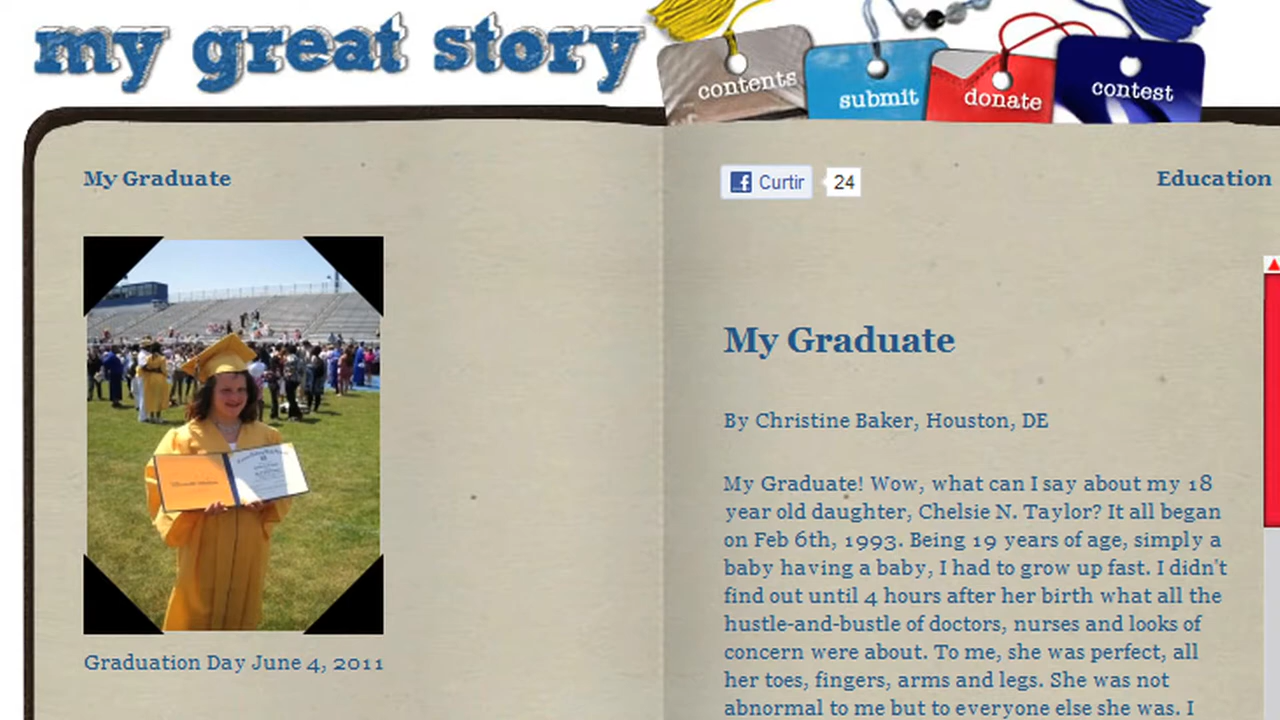 my great story
contents
submit
donate
contest
My Graduate
Curtir
24
Education
Graduation Day June 4, 2011
My Graduate
By Christine Baker, Houston, DE
My Graduate! Wow, what can I say about my 18
year old daughter, Chelsie N. Taylor? It all began
on Feb 6th, 1993. Being 19 years of age, simply a
baby having a baby, I had to grow up fast. I didn't
find out until 4 hours after her birth what all the
hustle-and-bustle of doctors, nurses and looks of
concern were about. To me, she was perfect, all
her toes, fingers, arms and legs. She was not
abnormal to me but to everyone else she was. I